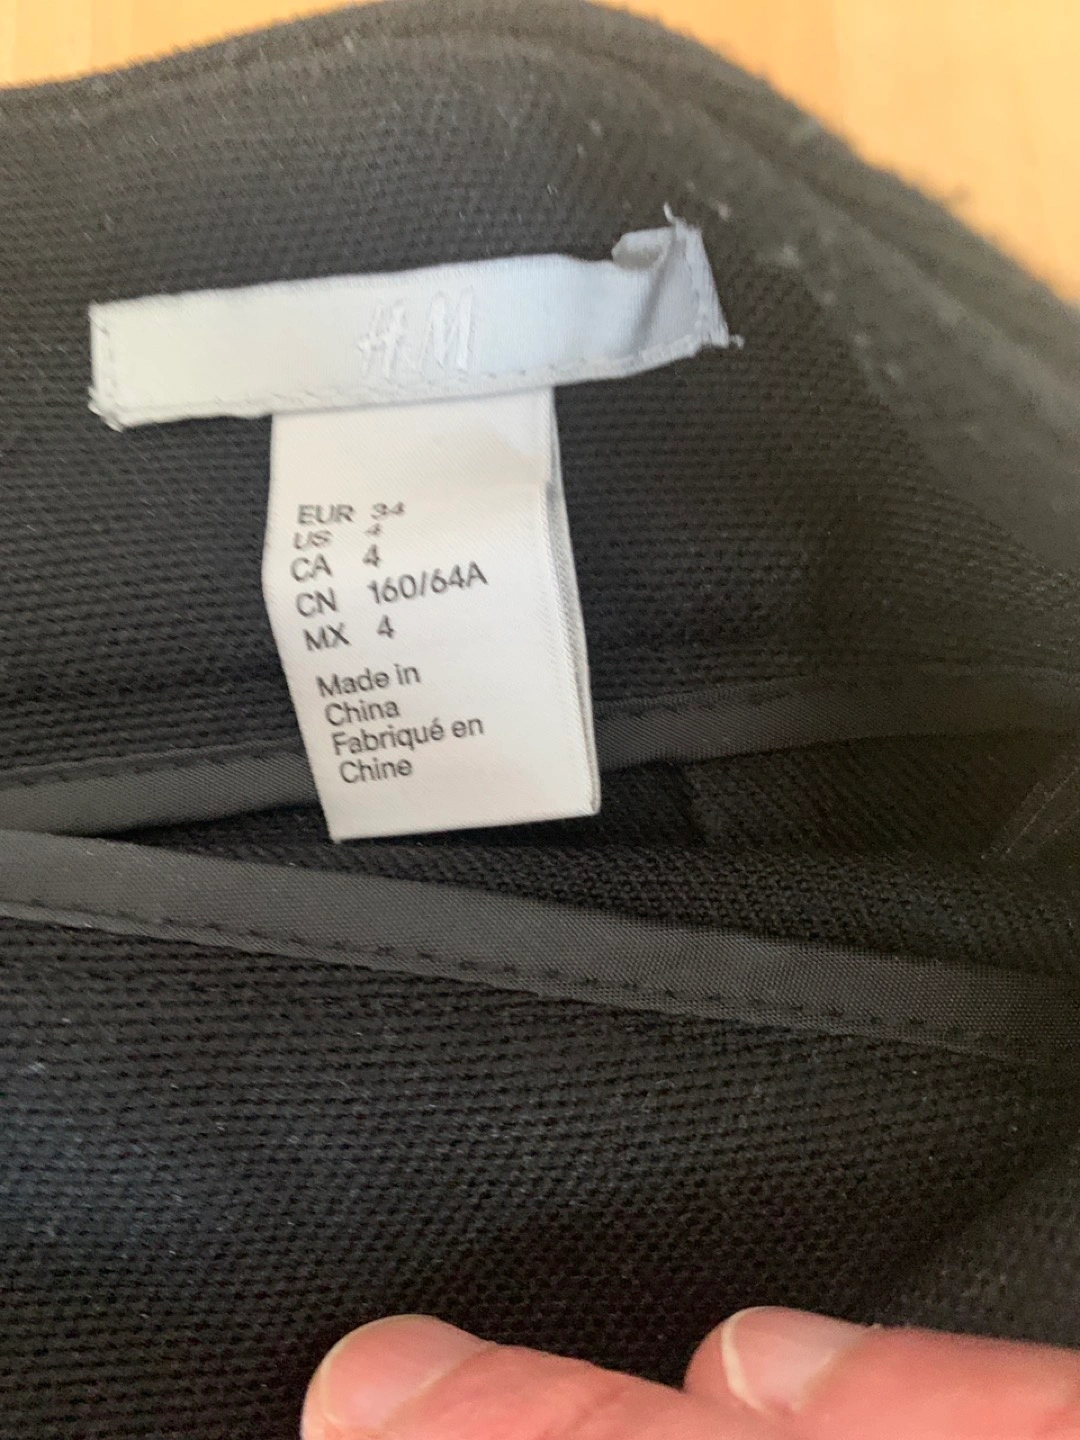 H&M
EUR 34
US 4
CA 4
CN 160/64A
MX 4
Made in
China
Fabriqué en
Chine